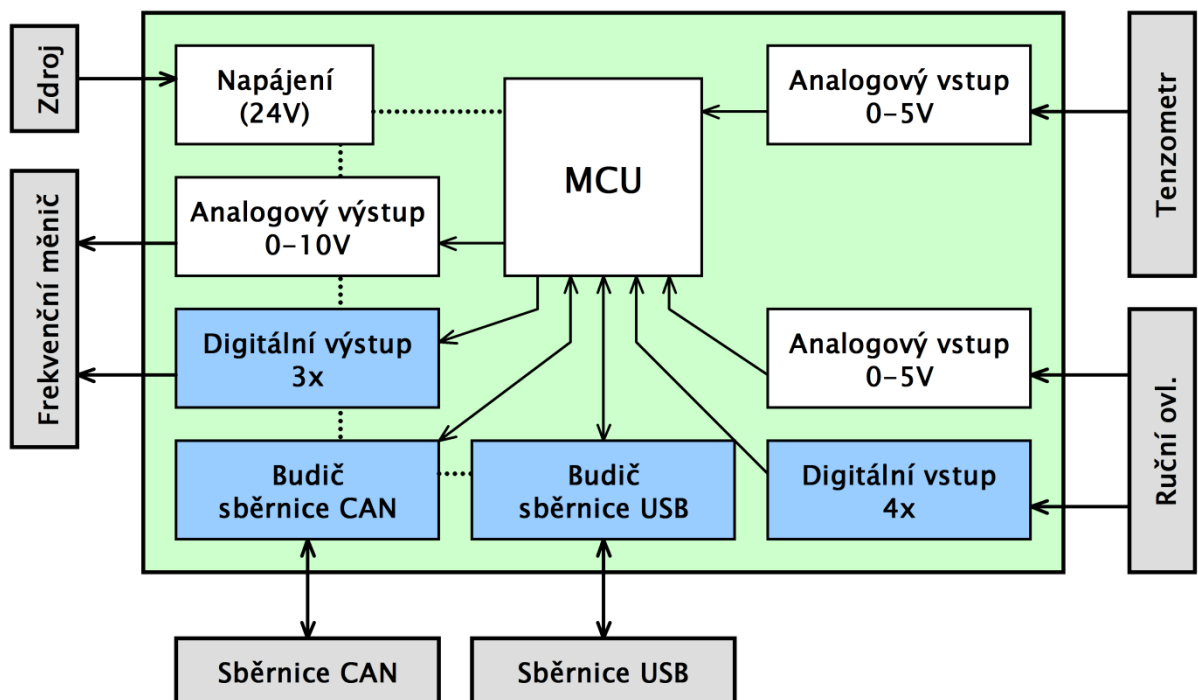 Zdroj
Napájení
(24V)
MCU
Analogový vstup
0-5V
Tenzometr
Frekvenční měnič
Analogový výstup
0-10V
Digitální výstup
3x
Analogový vstup
0-5V
Ruční ovl.
Budič
sběrnice CAN
Budič
sběrnice USB
Digitální vstup
4x
Sběrnice CAN
Sběrnice USB